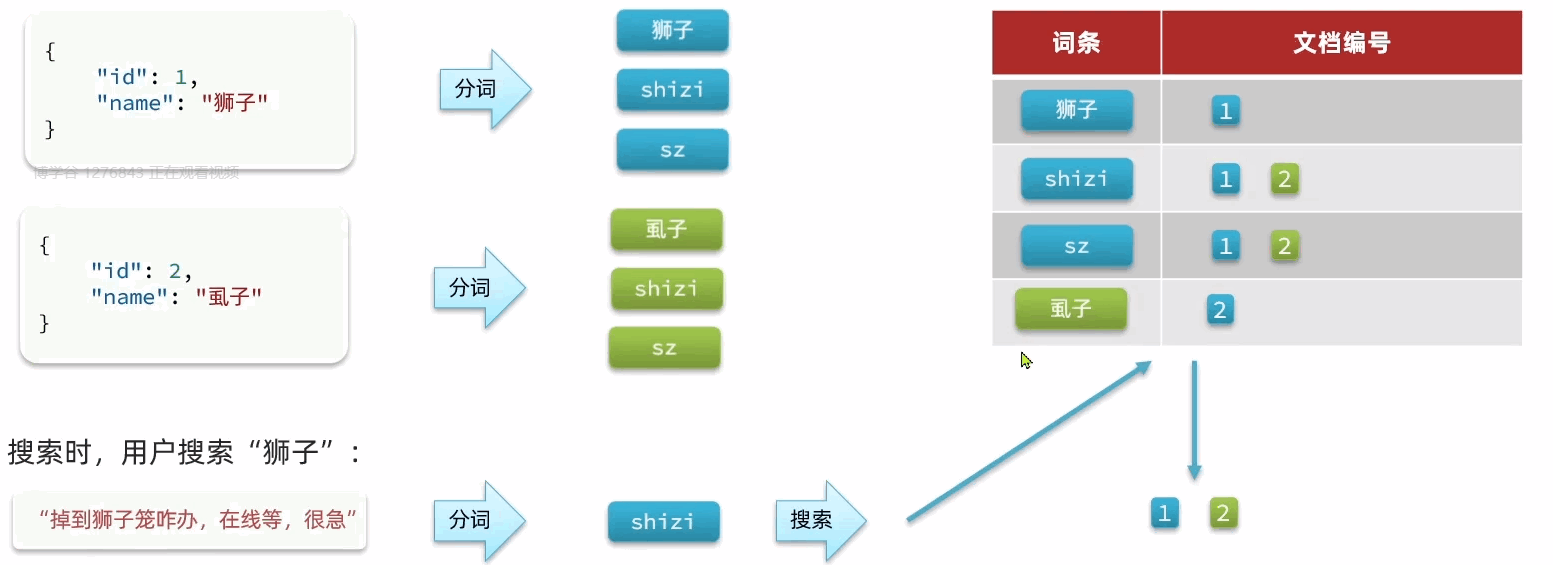 {
"id": 1,
"name": "狮子"
}
博学谷 1276843 正在观看视频
分词
狮子
shizi
sz
{
"id": 2,
"name": "虱子"
}
分词
虱子
shizi
sz
词条 文档编号
狮子 1
shizi 1 2
sz 1 2
虱子 2
搜索时，用户搜索“狮子”：
“掉到狮子笼咋办，在线等，很急”
分词
shizi
搜索
1 2